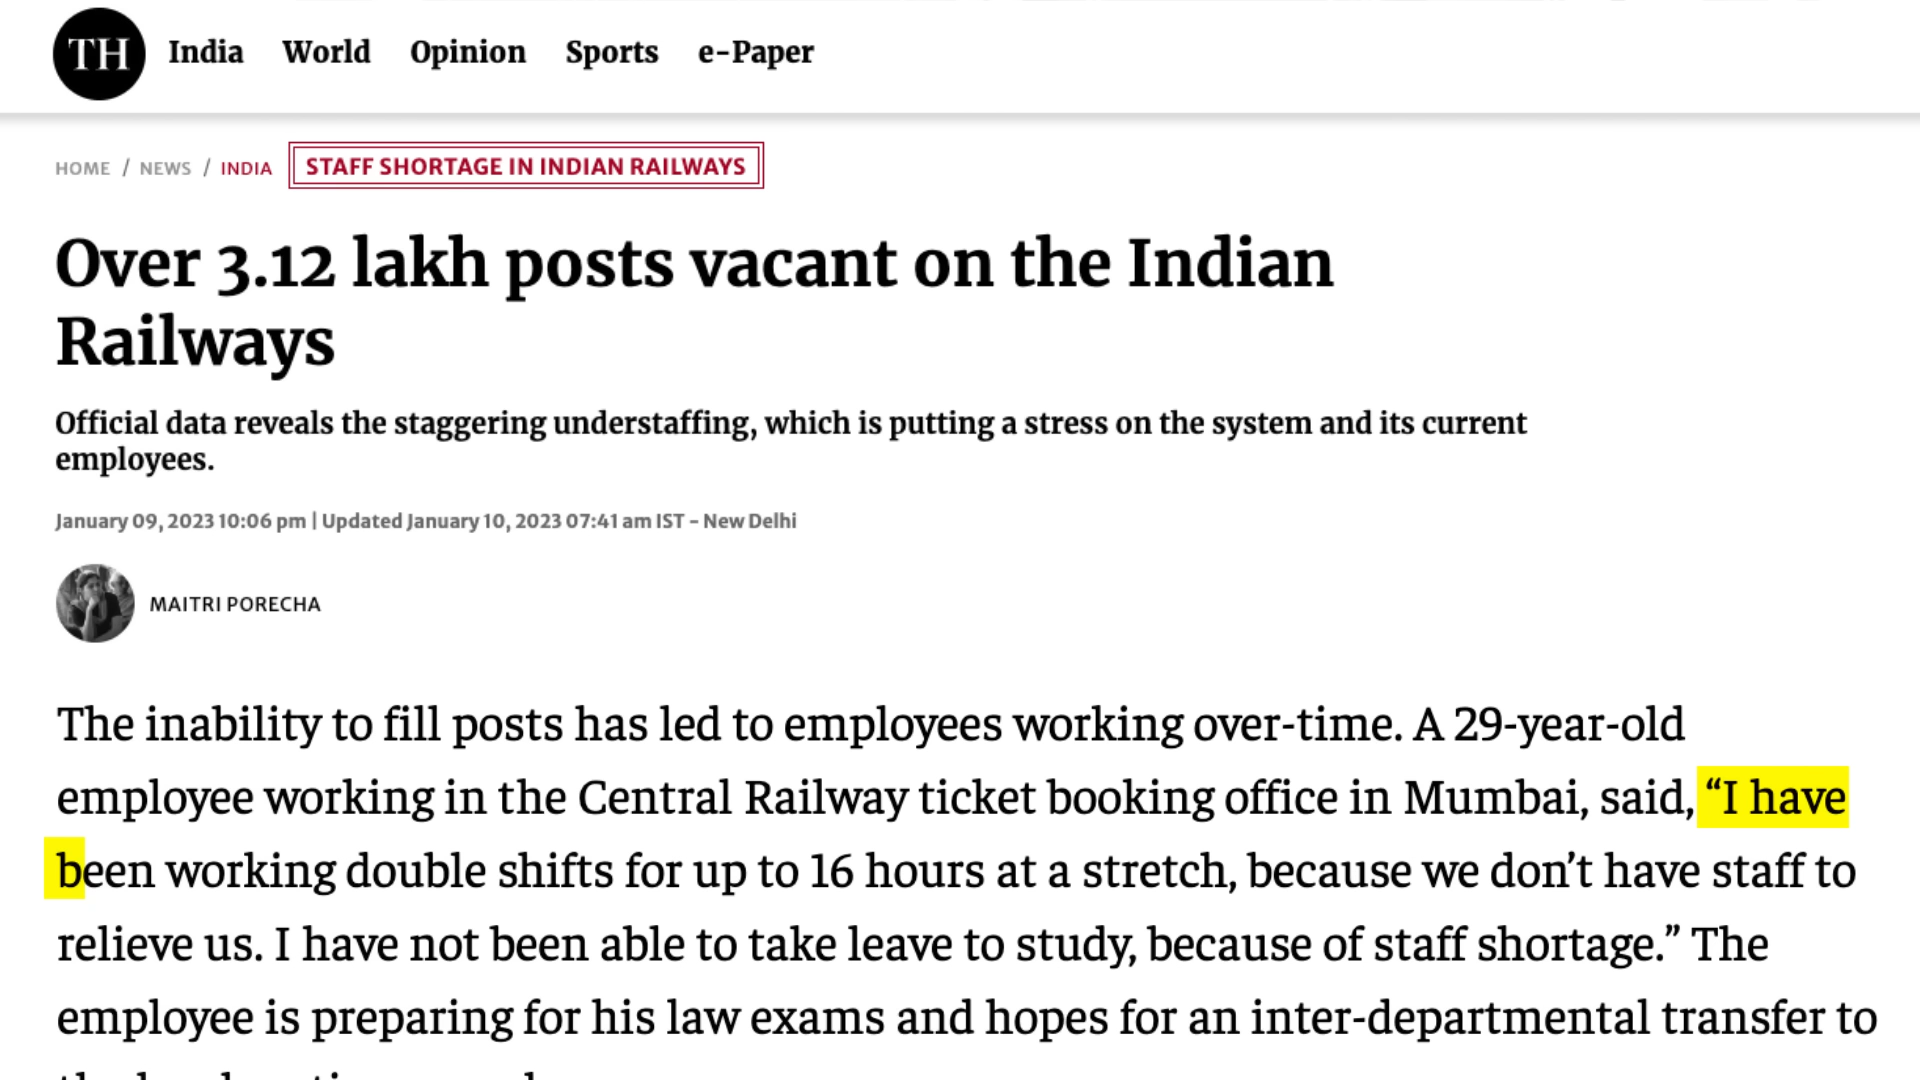 TH India World Opinion Sports e-Paper
HOME / NEWS / INDIA STAFF SHORTAGE IN INDIAN RAILWAYS
Over 3.12 lakh posts vacant on the Indian
Railways
Official data reveals the staggering understaffing, which is putting a stress on the system and its current
employees.
January 09, 2023 10:06 pm | Updated January 10, 2023 07:41 am IST - New Delhi
MAITRI PORECHA
The inability to fill posts has led to employees working over-time. A 29-year-old
employee working in the Central Railway ticket booking office in Mumbai, said, “I have
been working double shifts for up to 16 hours at a stretch, because we don’t have staff to
relieve us. I have not been able to take leave to study, because of staff shortage.” The
employee is preparing for his law exams and hopes for an inter-departmental transfer to